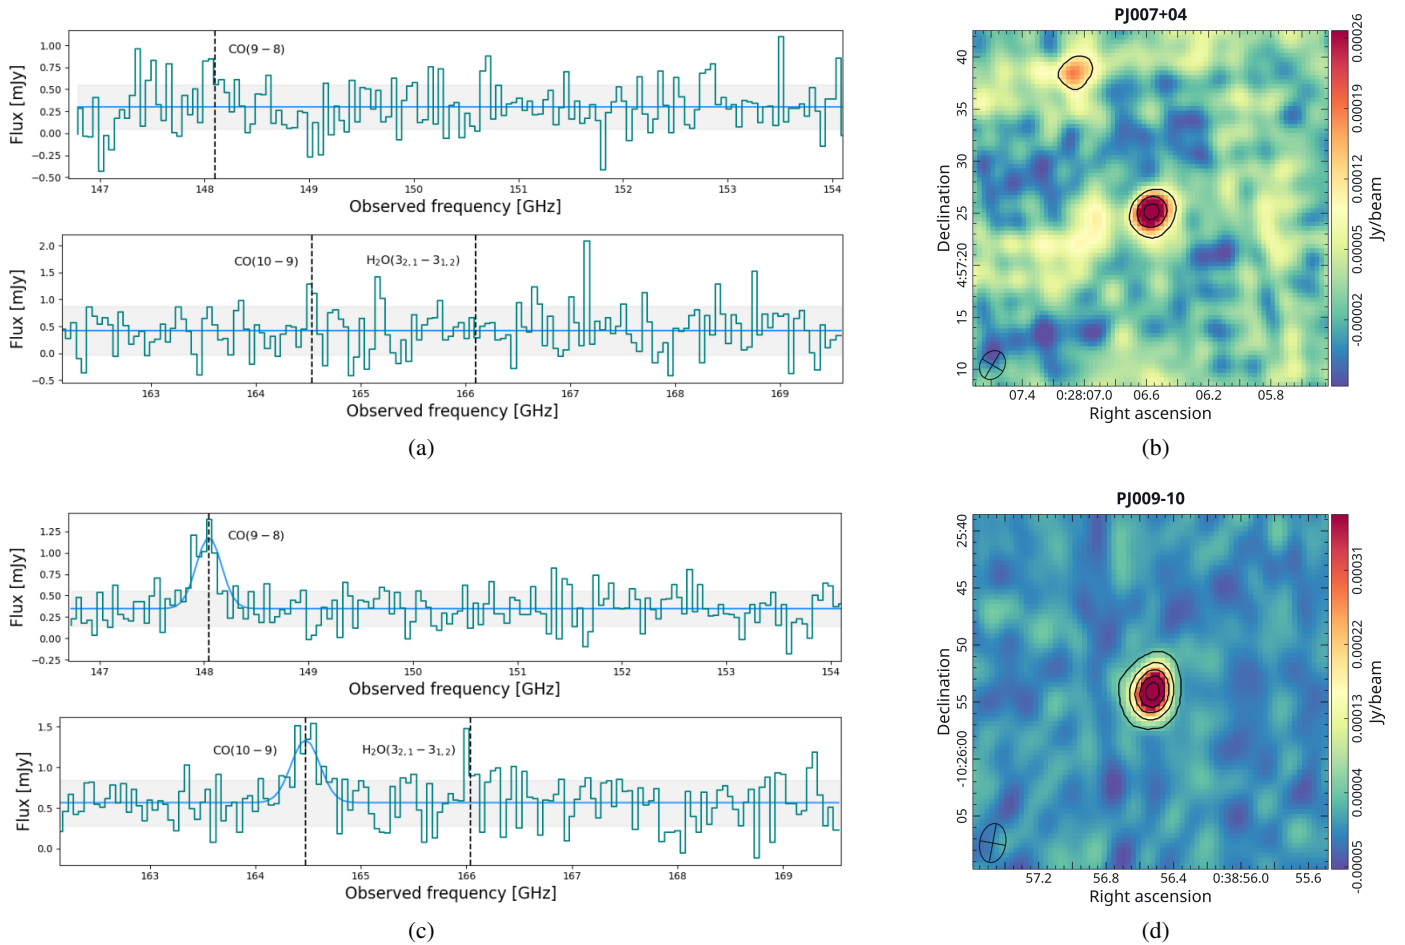 CO(9 − 8)
1.00
0.75
0.50
0.25
0.00
−0.25
−0.50
Flux [mJy]
147 148 149 150 151 152 153 154
Observed frequency [GHz]
CO(10 − 9) H₂O(3₂,₁ − 3₁,₂)
2.0
1.5
1.0
0.5
0.0
−0.5
Flux [mJy]
163 164 165 166 167 168 169
Observed frequency [GHz]
(a)
PJ007+04
40
35
30
25
4:57:20
15
10
Declination
07.4 0:28:07.0 06.6 06.2 05.8
Right ascension
0.00026
0.00019
0.00012
0.00005
-0.00002
Jy/beam
(b)
CO(9 − 8)
1.25
1.00
0.75
0.50
0.25
0.00
−0.25
Flux [mJy]
147 148 149 150 151 152 153 154
Observed frequency [GHz]
CO(10 − 9) H₂O(3₂,₁ − 3₁,₂)
1.5
1.0
0.5
0.0
Flux [mJy]
163 164 165 166 167 168 169
Observed frequency [GHz]
(c)
PJ009-10
25:40
45
50
55
-10:26:00
05
Declination
57.2 56.8 56.4 0:38:56.0 55.6
Right ascension
0.00031
0.00022
0.00013
0.00004
-0.00005
Jy/beam
(d)